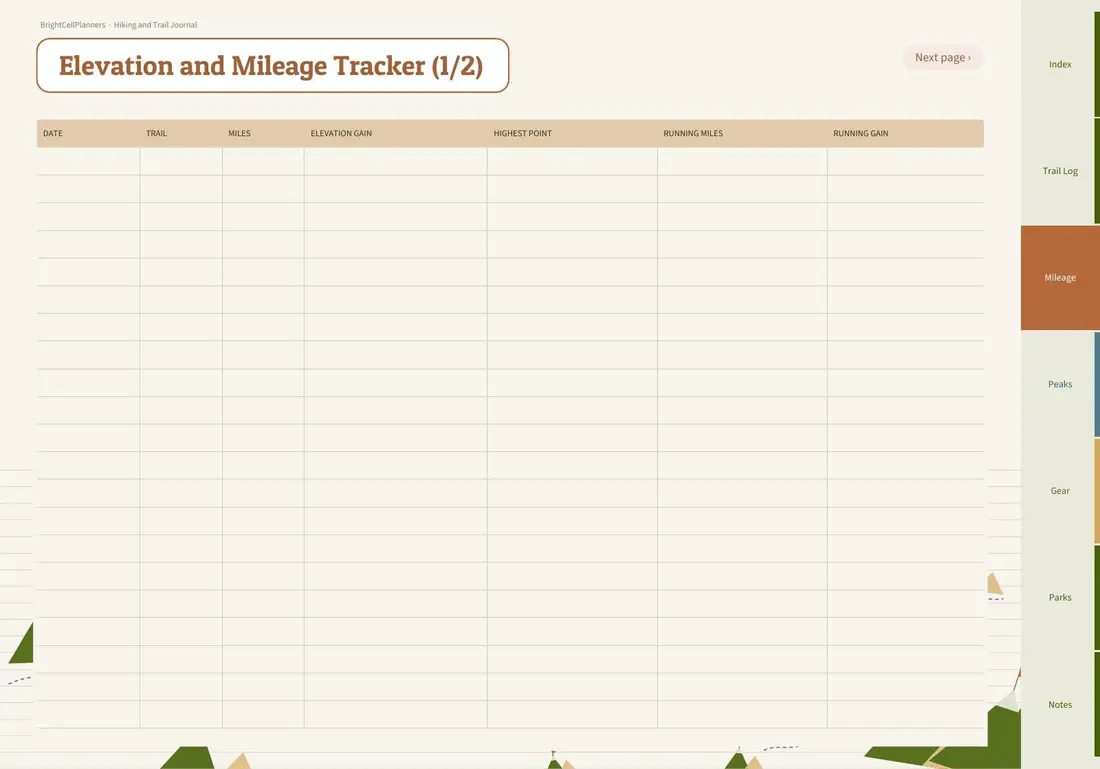 BrightCellPlanners · Hiking and Trail Journal
Elevation and Mileage Tracker (1/2)
Next page ›
DATE TRAIL MILES ELEVATION GAIN HIGHEST POINT RUNNING MILES RUNNING GAIN
Index
Trail Log
Mileage
Peaks
Gear
Parks
Notes